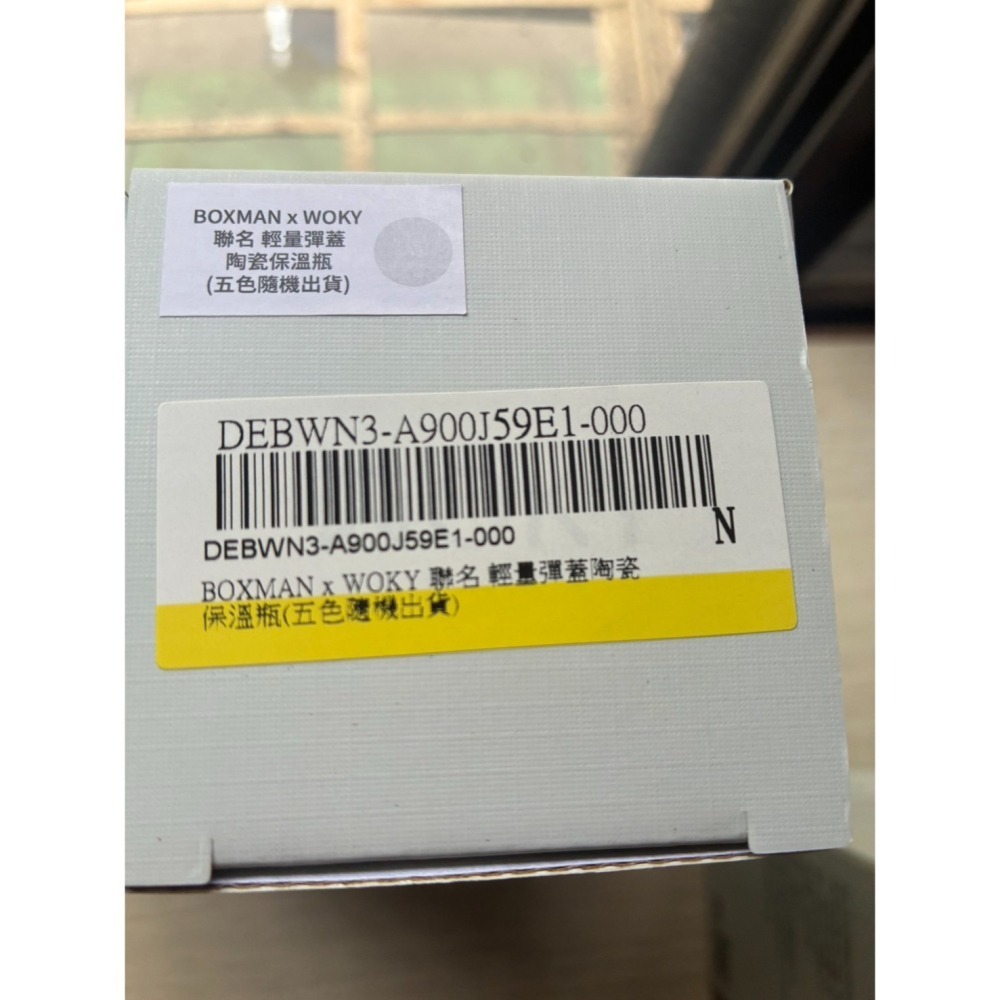 BOXMAN x WOKY
聯名 輕量彈蓋
陶瓷保溫瓶
(五色隨機出貨)
DEBWN3-A900J59E1-000
DEBWN3-A900J59E1-000
N
BOXMAN x WOKY 聯名 輕量彈蓋陶瓷
保溫瓶(五色隨機出貨)